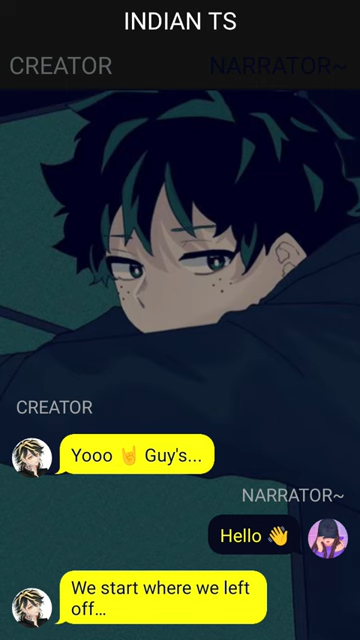 INDIAN TS
CREATOR
NARRATOR~
CREATOR
Yooo 🤘 Guy's...
NARRATOR~
Hello 👋
We start where we left
off...